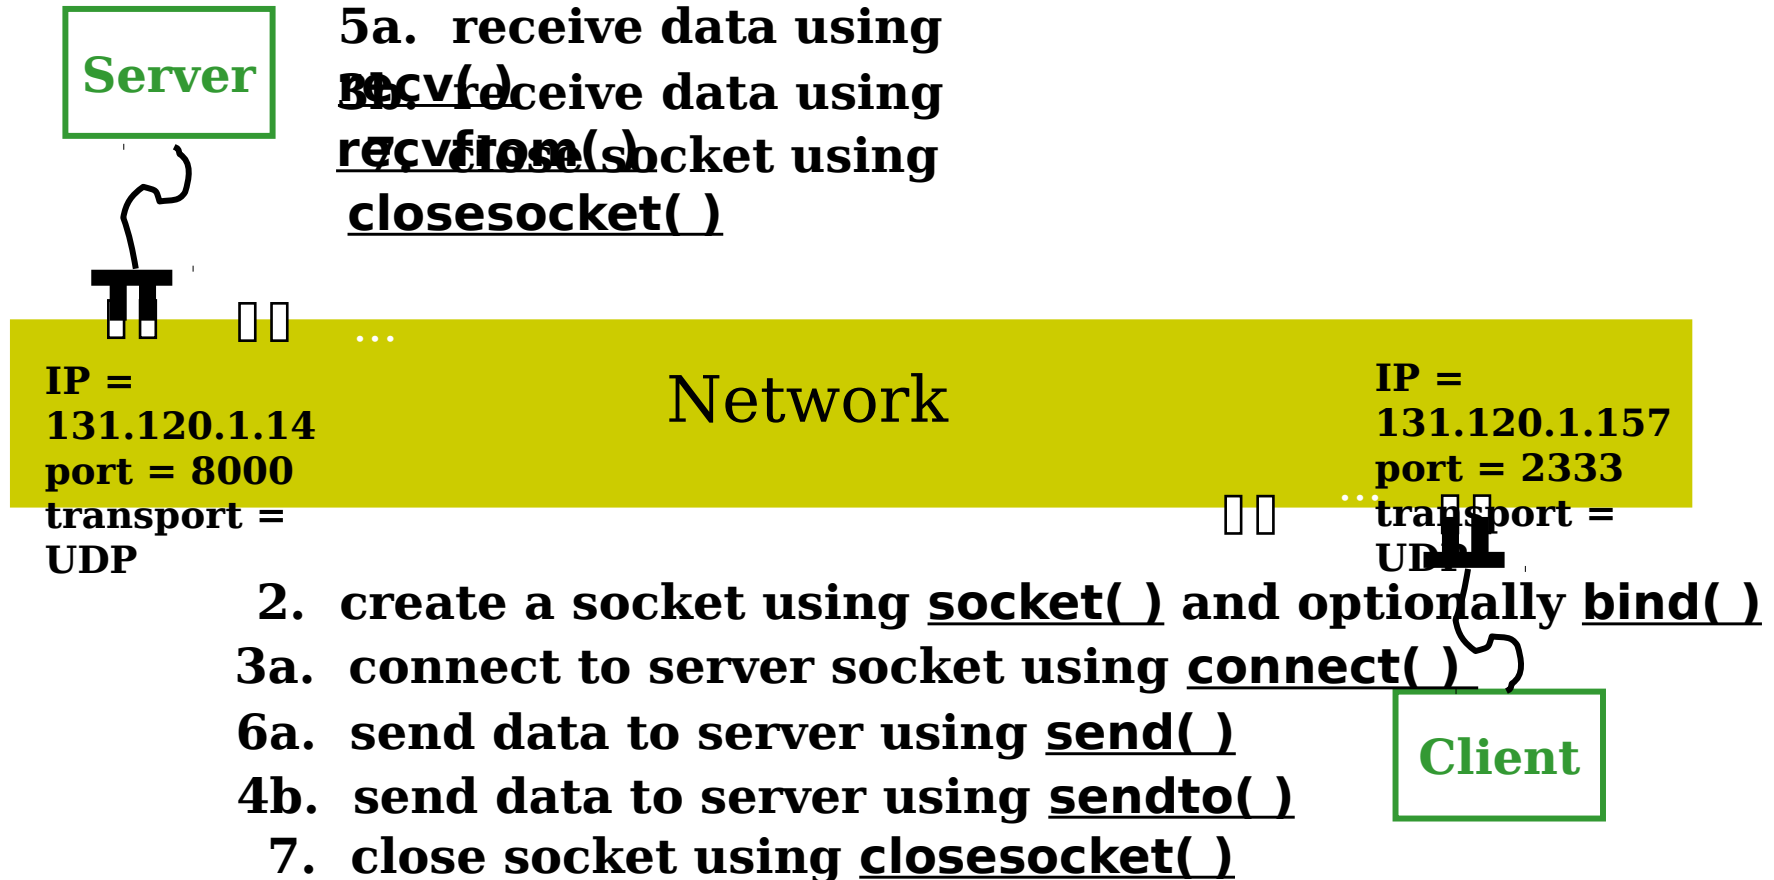 Server
5a. receive data using
recv( )
3b. receive data using
recvfrom( )
7. close socket using
closesocket( )
...
IP =
131.120.1.14
port = 8000
transport =
UDP
Network
IP =
131.120.1.157
port = 2333
transport =
UDP
...
2. create a socket using socket( ) and optionally bind( )
3a. connect to server socket using connect( )
6a. send data to server using send( )
4b. send data to server using sendto( )
7. close socket using closesocket( )
Client